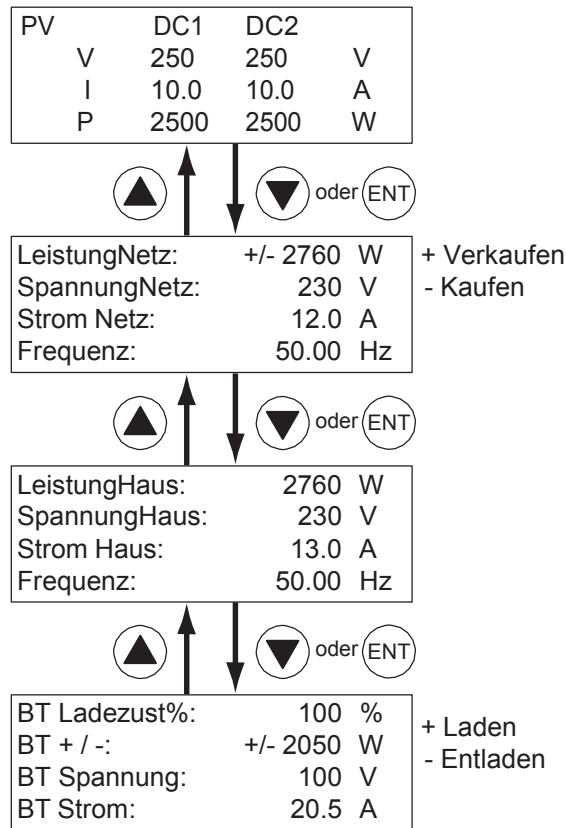 PV DC1 DC2
V 250 250 V
I 10.0 10.0 A
P 2500 2500 W
oder ENT
LeistungNetz: +/- 2760 W
SpannungNetz: 230 V
Strom Netz: 12.0 A
Frequenz: 50.00 Hz
+ Verkaufen
- Kaufen
oder ENT
LeistungHaus: 2760 W
SpannungHaus: 230 V
Strom Haus: 13.0 A
Frequenz: 50.00 Hz
oder ENT
BT Ladezust%: 100 %
BT + / -: +/- 2050 W
BT Spannung: 100 V
BT Strom: 20.5 A
+ Laden
- Entladen